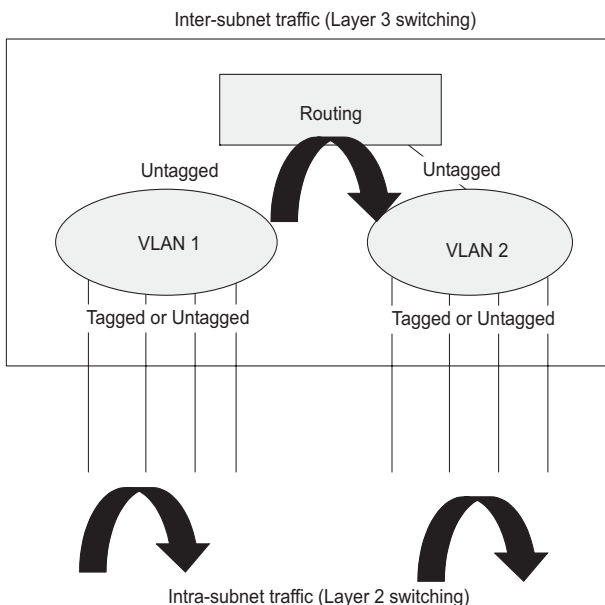 Inter-subnet traffic (Layer 3 switching)
Routing
Untagged
Untagged
VLAN 1
VLAN 2
Tagged or Untagged
Tagged or Untagged
Intra-subnet traffic (Layer 2 switching)